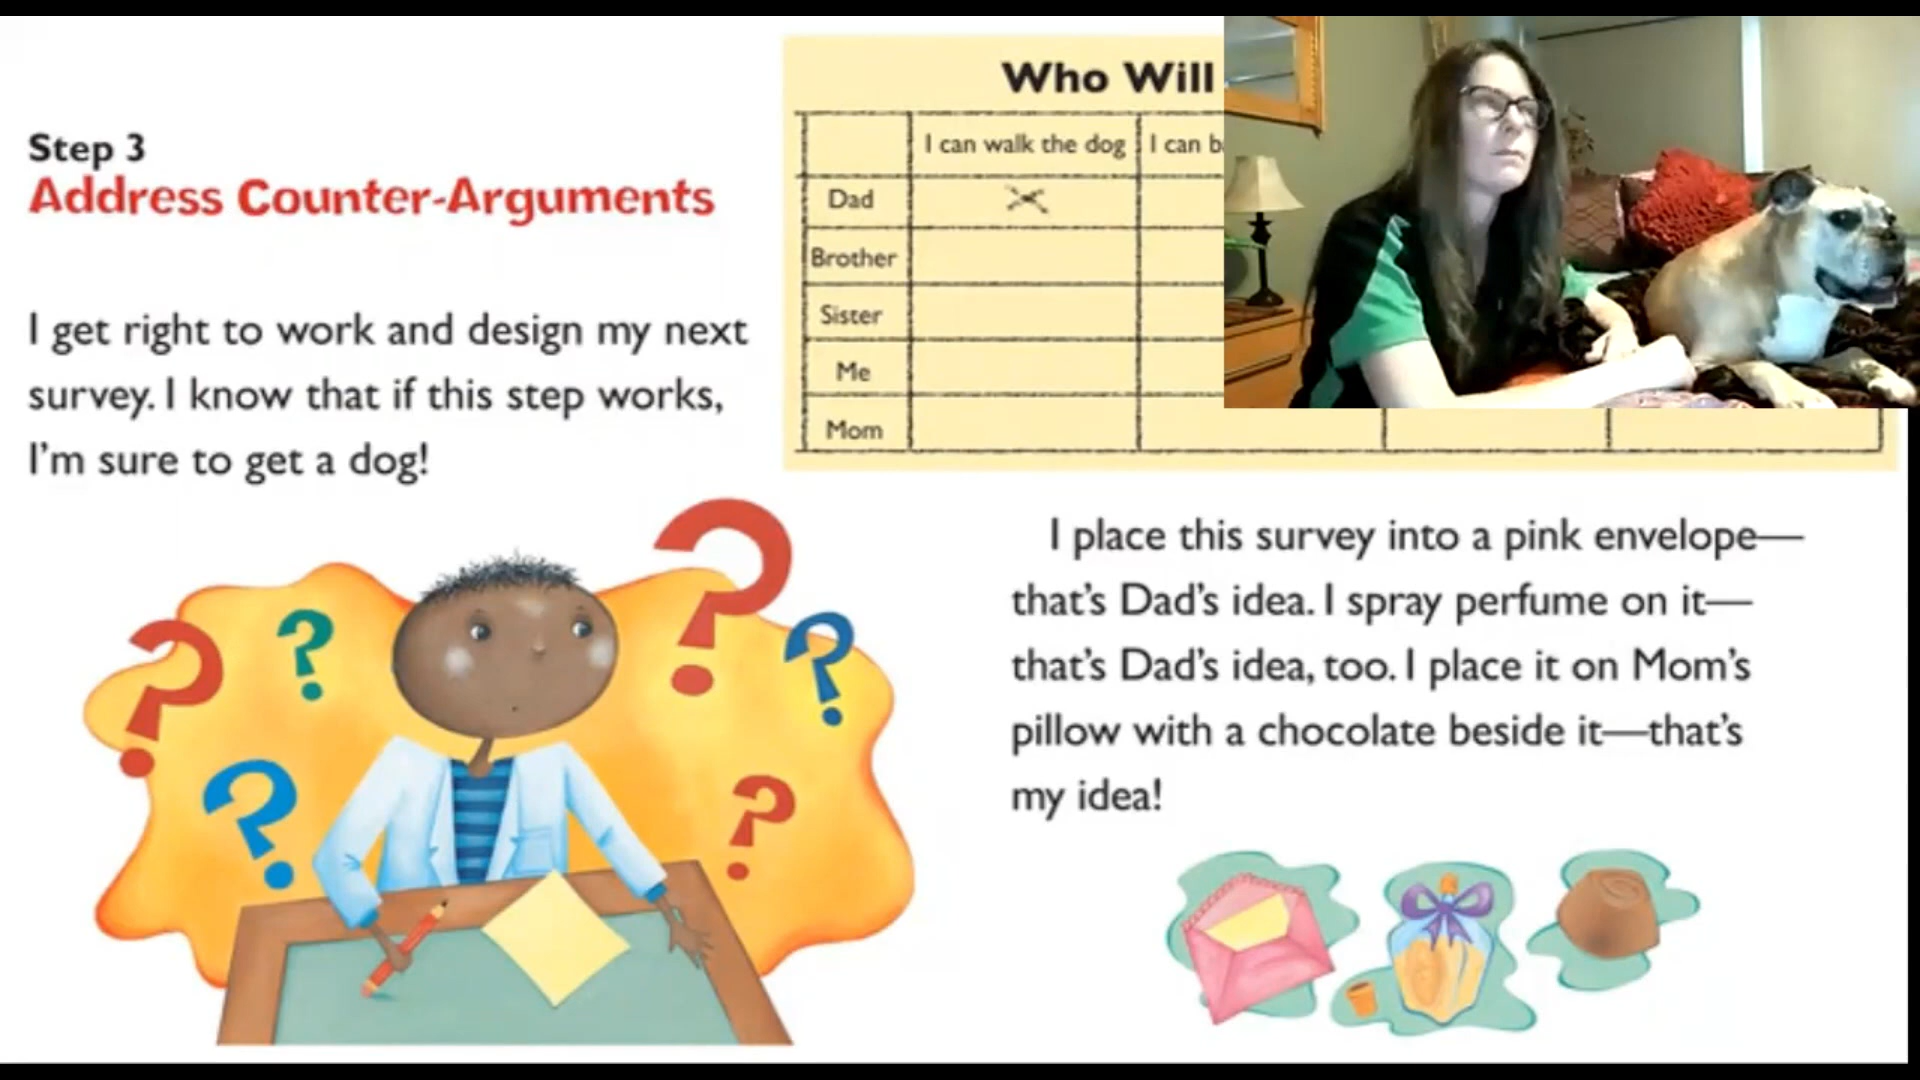 Step 3
Address Counter-Arguments
I get right to work and design my next
survey. I know that if this step works,
I'm sure to get a dog!
Who Will
I can walk the dog
I can
Dad
Brother
Sister
Me
Mom
I place this survey into a pink envelope—
that's Dad's idea. I spray perfume on it—
that's Dad's idea, too. I place it on Mom's
pillow with a chocolate beside it—that's
my idea!
? ? ? ? ? ?